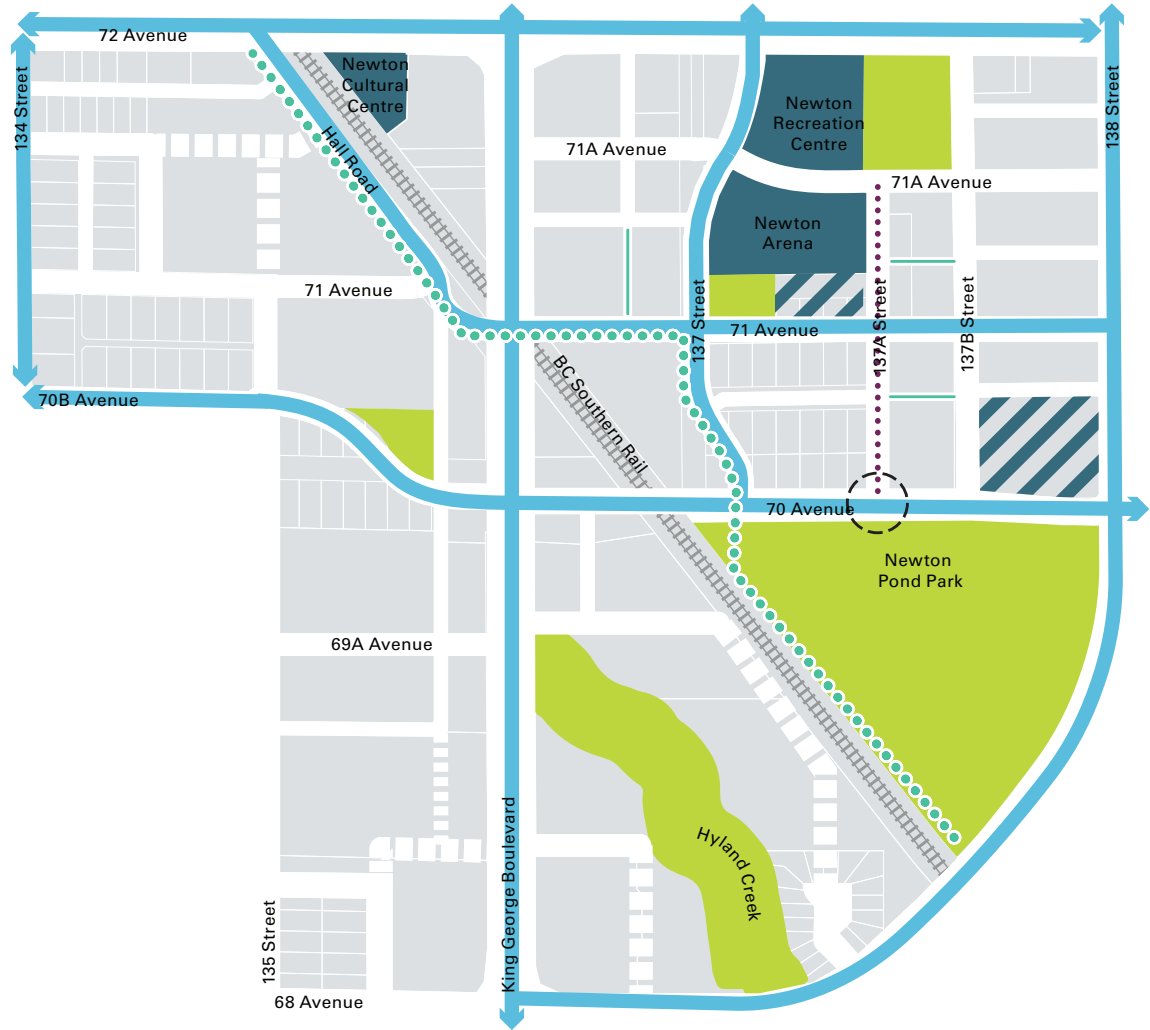 72 Avenue
134 Street
Newton
Cultural
Centre
Hall Road
71A Avenue
Newton
Recreation
Centre
138 Street
71A Avenue
Newton
Arena
71 Avenue
137 Street
71 Avenue
137A Street
137B Street
BC Southern Rail
70B Avenue
70 Avenue
Newton
Pond Park
69A Avenue
King George Boulevard
Hyland Creek
135 Street
68 Avenue